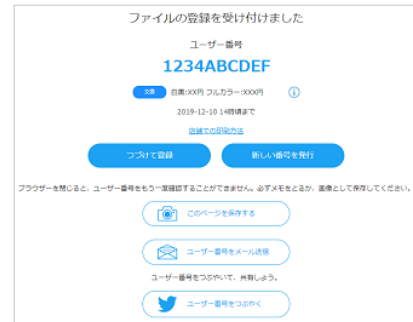 ファイルの登録を受け付けました
ユーザー番号
1234ABCDEF
文書 白黒:XX円 フルカラー:XXX円
2019-12-10 14時頃まで
店舗での印刷方法
つづけて登録 新しい番号を発行
ブラウザーを閉じると、ユーザー番号をもう一度確認することができません。必ずメモをとるか、画像として保存してください。
このページを保存する
ユーザー番号をメール送信
ユーザー番号をつぶやいて、共有しよう。
ユーザー番号をつぶやく